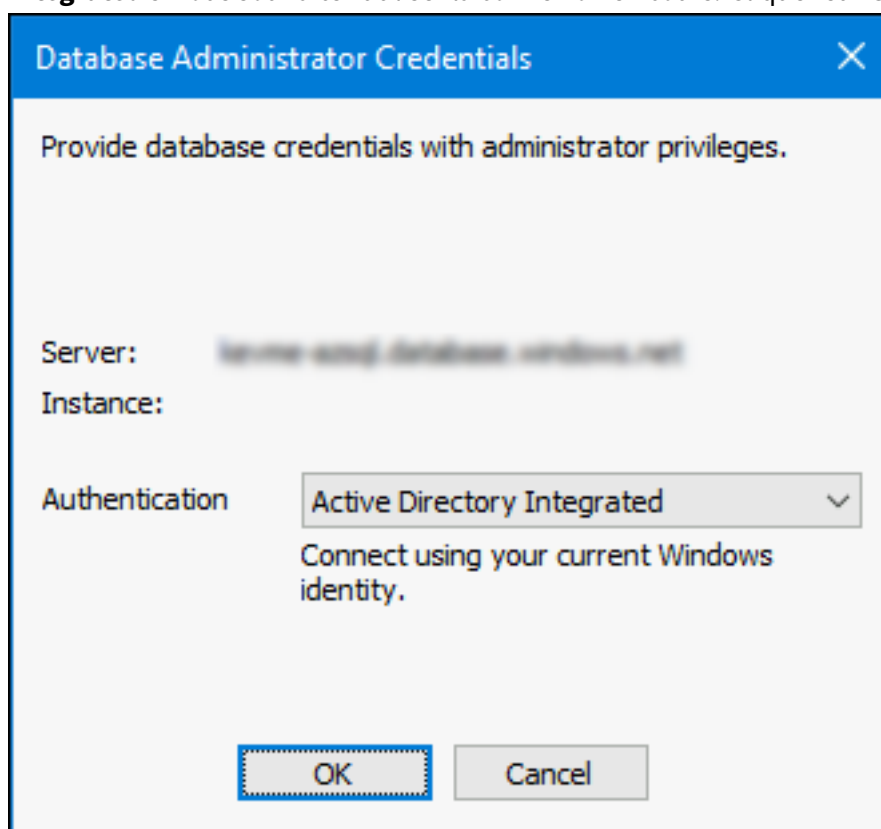 Database Administrator Credentials
Provide database credentials with administrator privileges.
Server:
Instance:
Authentication Active Directory Integrated
Connect using your current Windows
identity.
OK Cancel